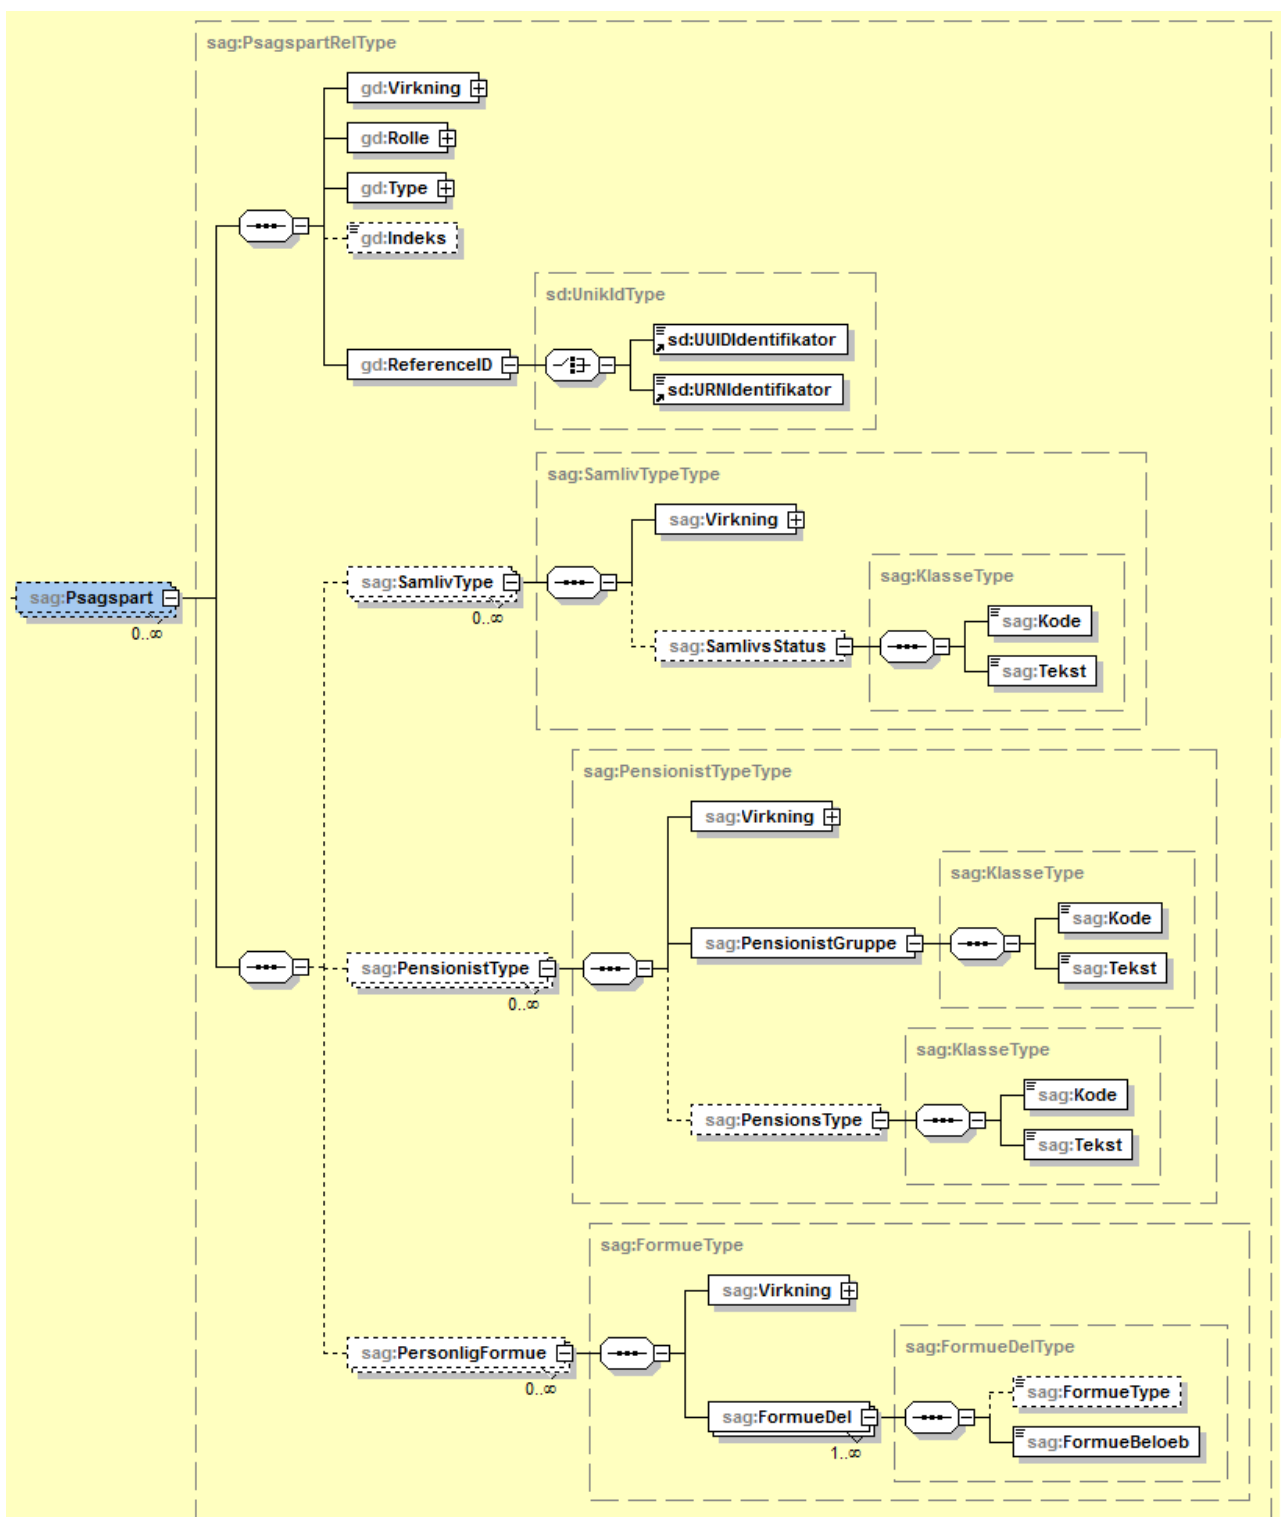 sag:PsagspartRelType
gd:Virkning
gd:Rolle
gd:Type
gd:Indeks
sd:UnikIdType
gd:ReferenceID
sd:UUIDIdentifikator
sd:URNIdentifikator
sag:SamlivTypeType
sag:Virkning
sag:SamlivType
0..∞
sag:KlasseType
sag:SamlivsStatus
sag:Kode
sag:Tekst
sag:Psagspart
0..∞
sag:PensionistTypeType
sag:Virkning
sag:KlasseType
sag:PensionistGruppe
sag:Kode
sag:Tekst
sag:PensionistType
0..∞
sag:KlasseType
sag:PensionsType
sag:Kode
sag:Tekst
sag:FormueType
sag:Virkning
sag:PersonligFormue
0..∞
sag:FormueDelType
sag:FormueDel
1..∞
sag:FormueType
sag:FormueBeloeb